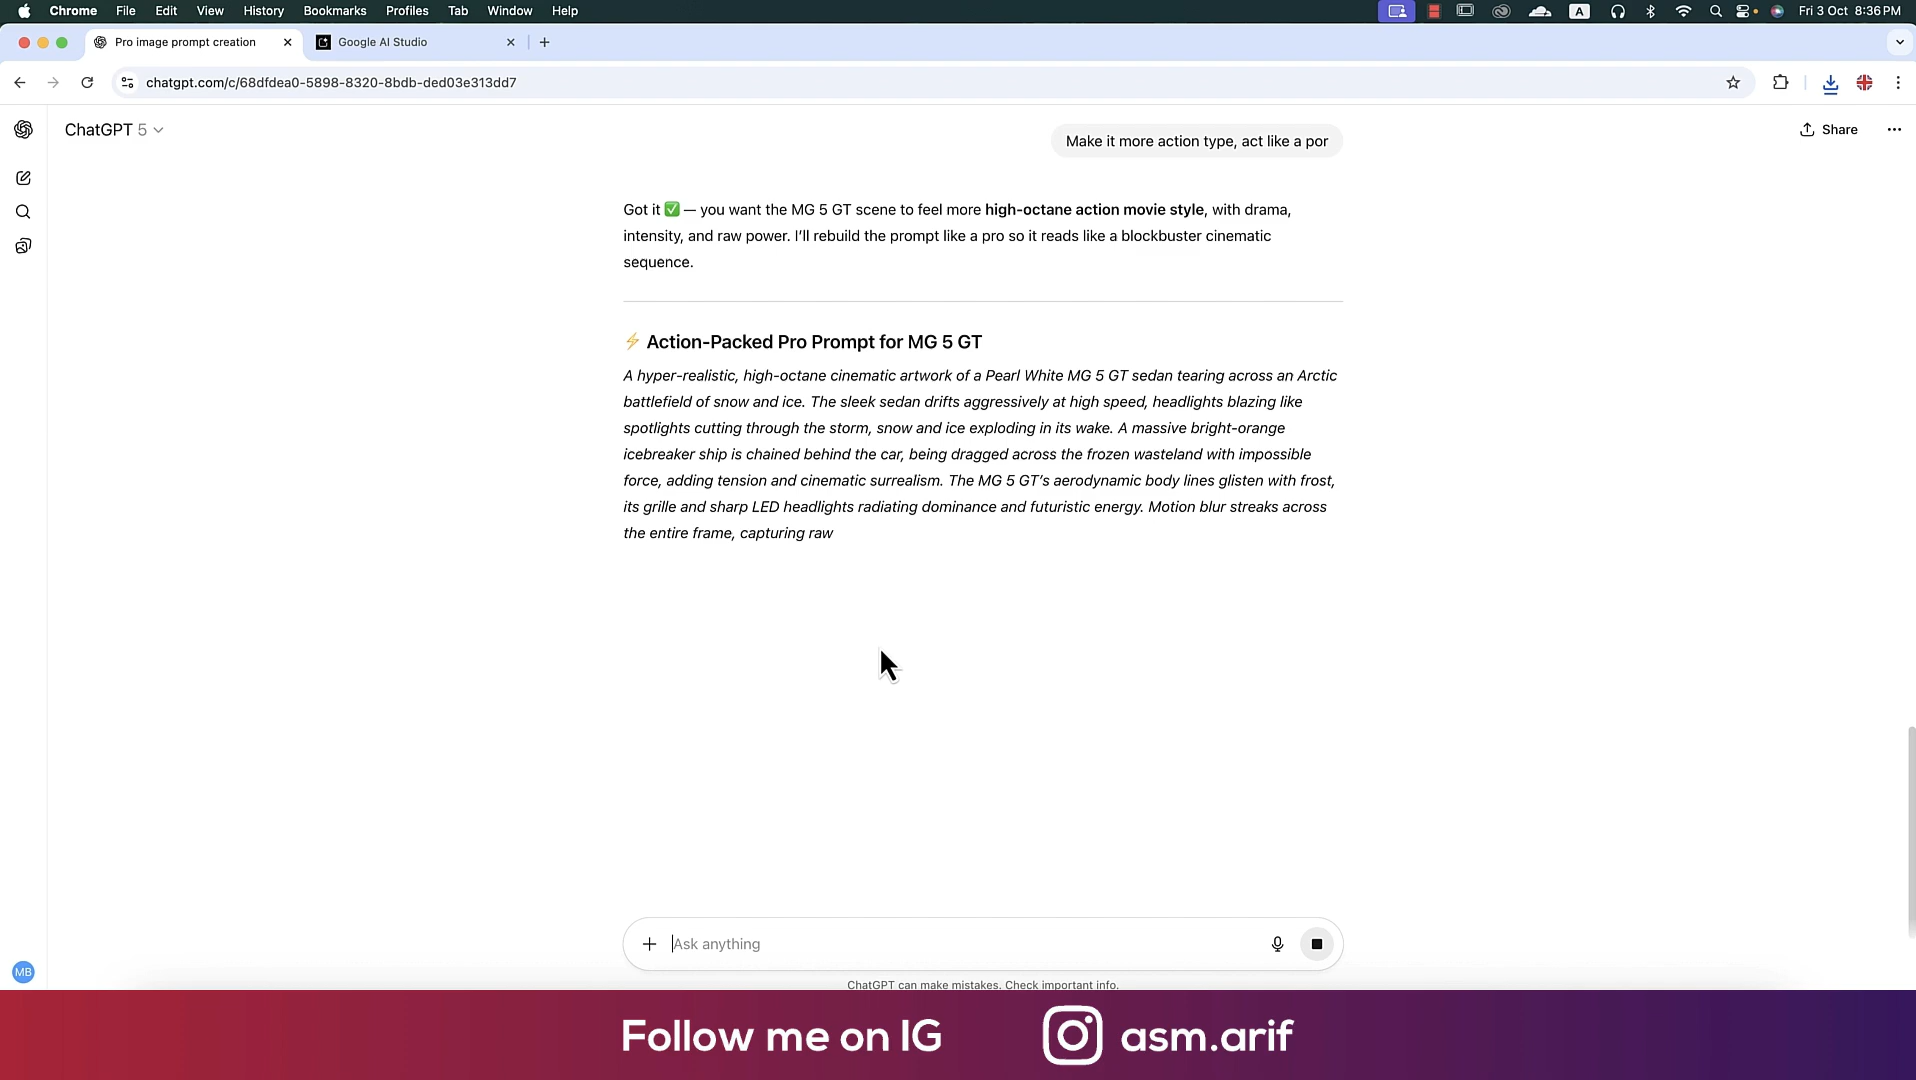 Chrome File Edit View History Bookmarks Profiles Tab Window Help A Fri 3 Oct 8:36 PM
Pro image prompt creation Google AI Studio
chatgpt.com/c/68dfdea0-5898-8320-8bdb-ded03e313dd7
ChatGPT 5 Share
Make it more action type, act like a por
Got it ✅ — you want the MG 5 GT scene to feel more high-octane action movie style, with drama,
intensity, and raw power. I’ll rebuild the prompt like a pro so it reads like a blockbuster cinematic
sequence.
⚡ Action-Packed Pro Prompt for MG 5 GT
A hyper-realistic, high-octane cinematic artwork of a Pearl White MG 5 GT sedan tearing across an Arctic
battlefield of snow and ice. The sleek sedan drifts aggressively at high speed, headlights blazing like
spotlights cutting through the storm, snow and ice exploding in its wake. A massive bright-orange
icebreaker ship is chained behind the car, being dragged across the frozen wasteland with impossible
force, adding tension and cinematic surrealism. The MG 5 GT’s aerodynamic body lines glisten with frost,
its grille and sharp LED headlights radiating dominance and futuristic energy. Motion blur streaks across
the entire frame, capturing raw
Ask anything
MB
ChatGPT can make mistakes. Check important info.
Follow me on IG asm.arif